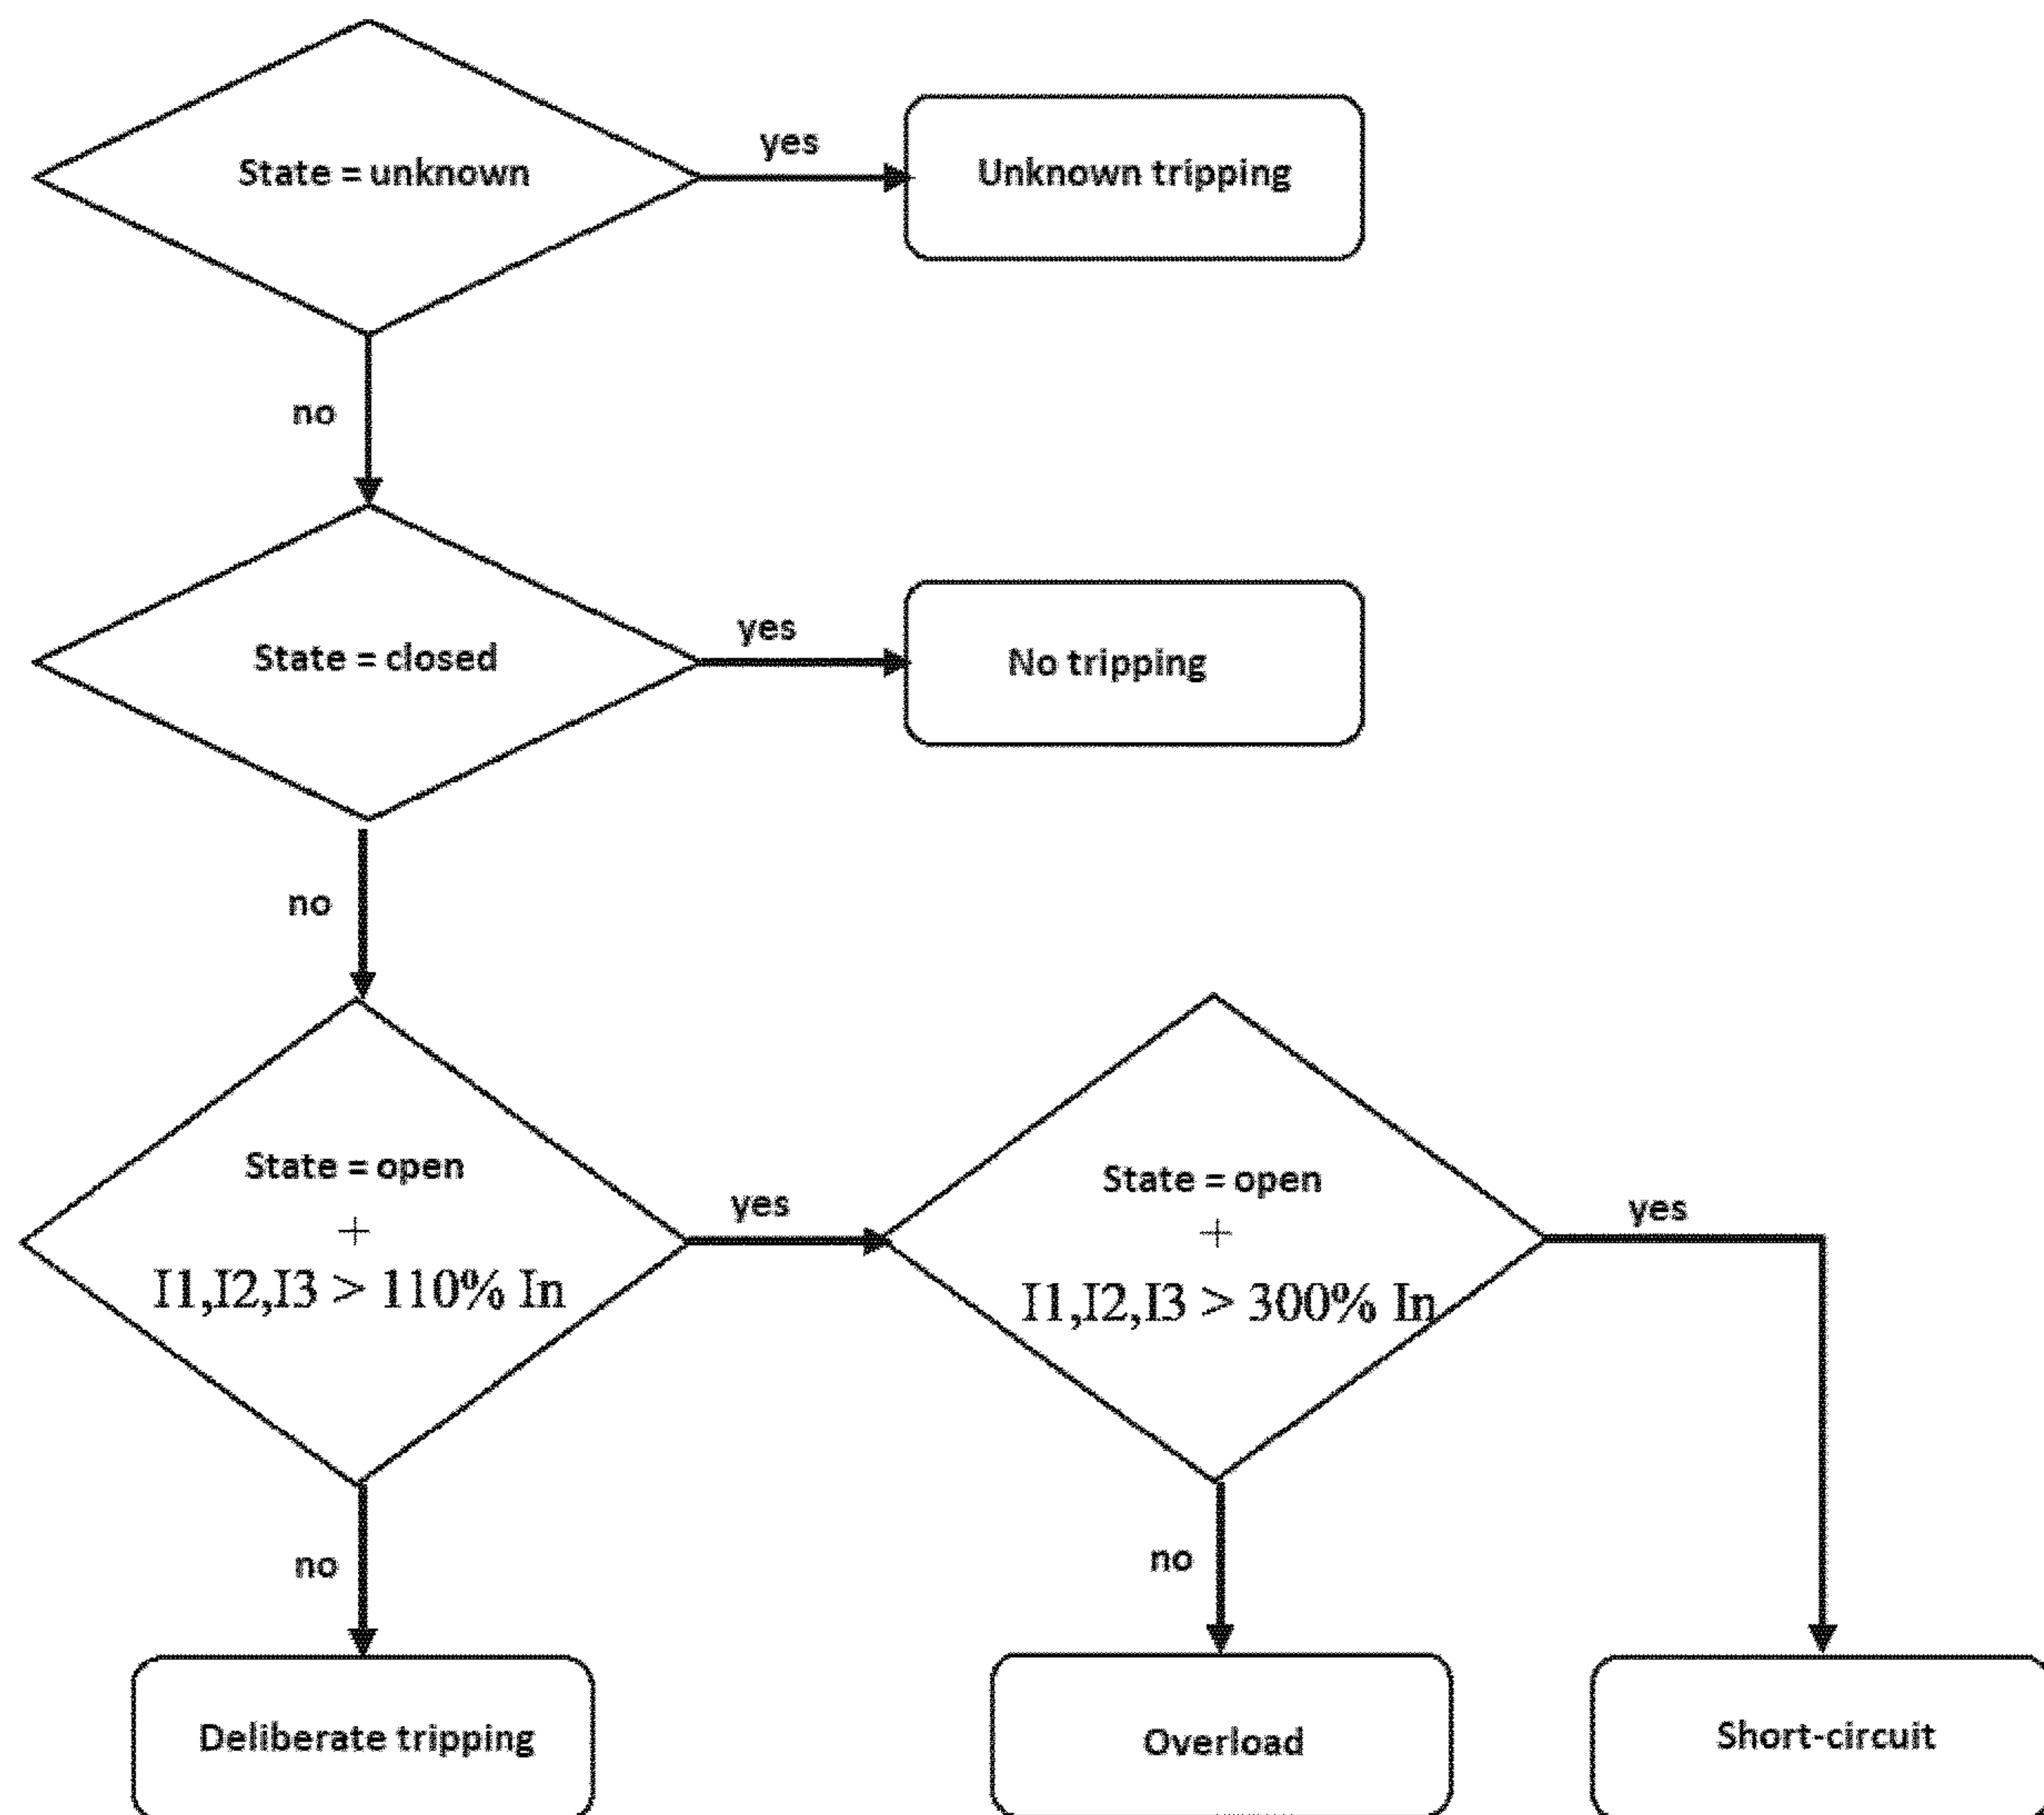 State = unknown
yes
Unknown tripping
no
State = closed
yes
No tripping
no
State = open
+
I1,I2,I3 > 110% In
yes
State = open
+
I1,I2,I3 > 300% In
yes
no
no
Deliberate tripping
Overload
Short-circuit